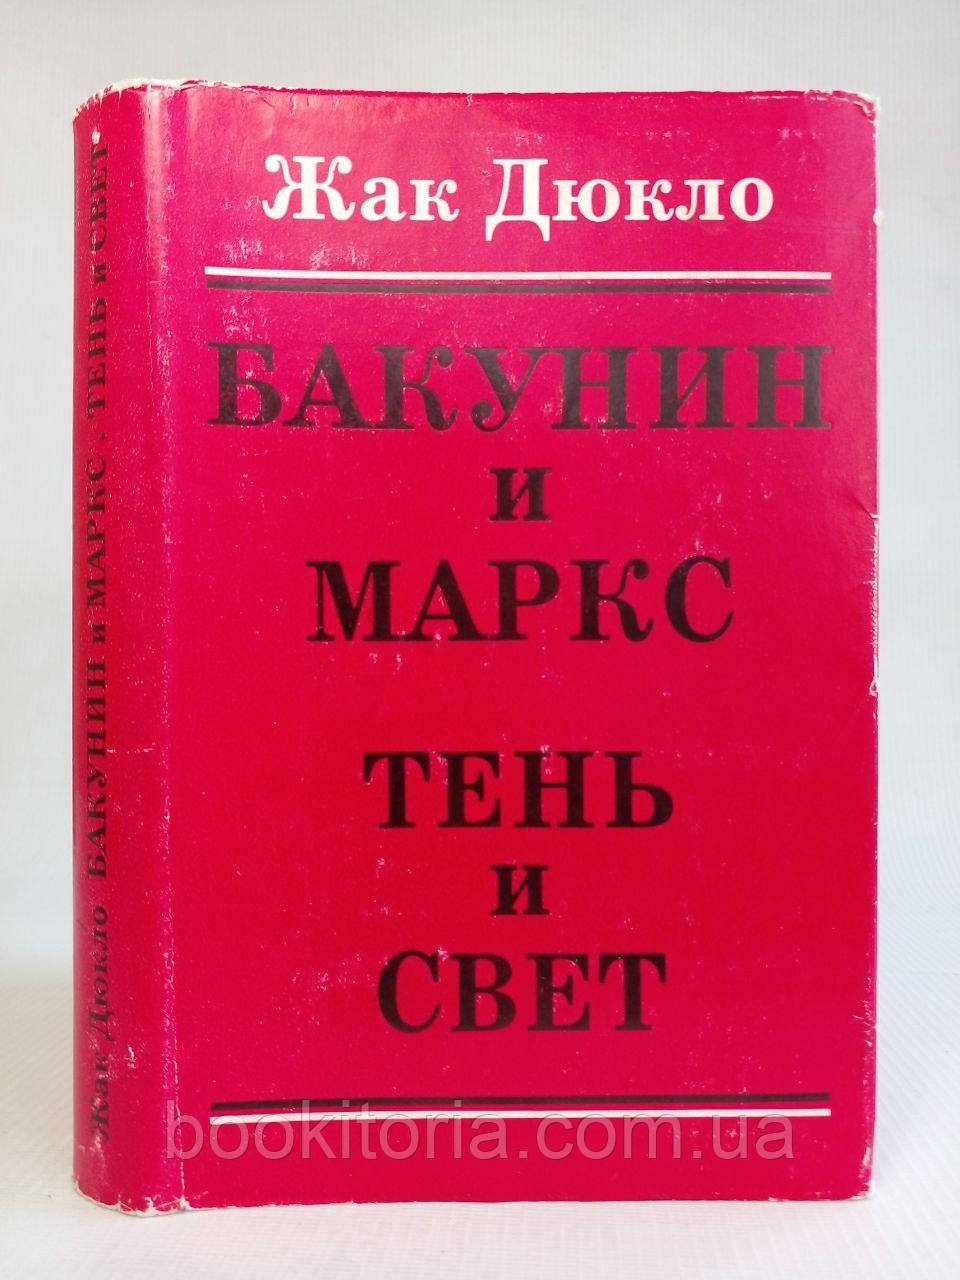 Жак Дюкло
БАКУНИН
и
МАРКС
ТЕНЬ
и
СВЕТ
Жак Дюкло БАКУНИН и МАРКС . ТЕНЬ и СВЕТ
bookitoria.com.ua